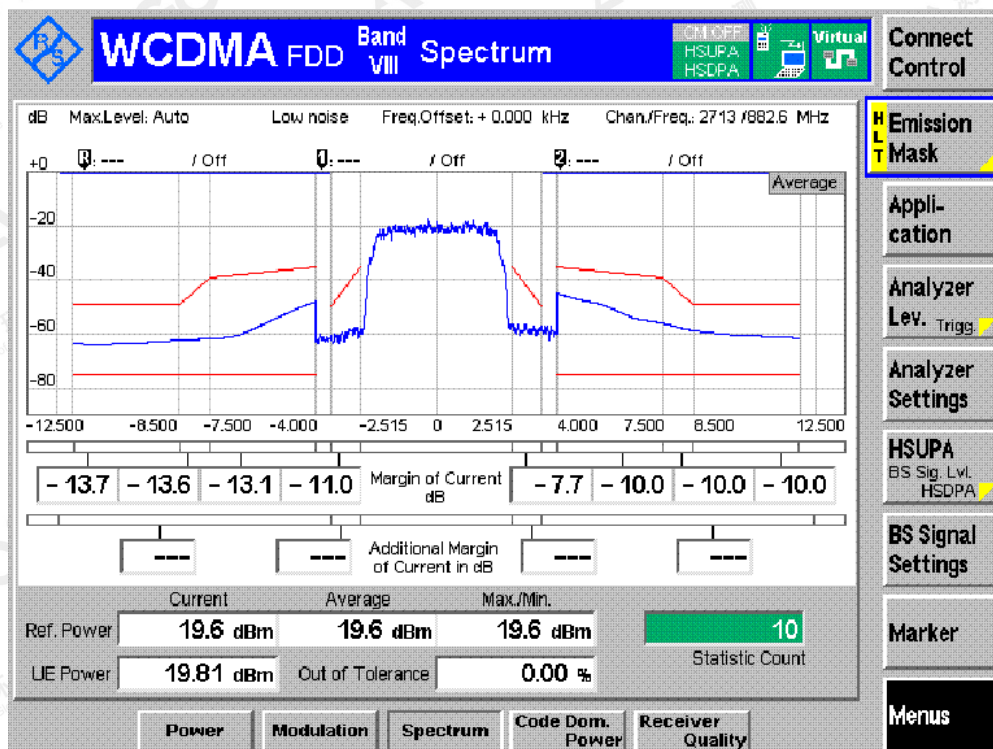 R&S
WCDMA FDD Band VIII Spectrum
CH OFF
HSUPA
HSDPA
Virtual
Connect Control
dB Max.Level: Auto Low noise Freq.Offset: + 0.000 kHz Chan./Freq.: 2713 /882.6 MHz
HLT Emission Mask
R: --- / Off 1: --- / Off 2: --- / Off
+0
Average
-20
-40
-60
-80
-12.500 -8.500 -7.500 -4.000 -2.515 0 2.515 4.000 7.500 8.500 12.500
Appli-
cation
Analyzer
Lev. Trigg.
Analyzer
Settings
HSUPA
BS Sig. Lvl.
HSDPA
- 13.7 - 13.6 - 13.1 - 11.0 Margin of Current dB - 7.7 - 10.0 - 10.0 - 10.0
--- --- Additional Margin of Current in dB --- ---
BS Signal
Settings
Current Average Max./Min.
Ref. Power 19.6 dBm 19.6 dBm 19.6 dBm 10
Statistic Count
UE Power 19.81 dBm Out of Tolerance 0.00 %
Marker
Menus
Power Modulation Spectrum Code Dom. Power Receiver Quality